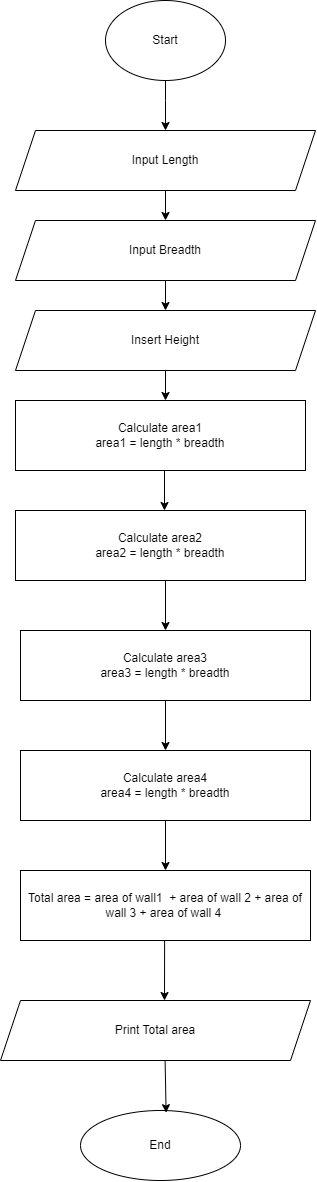 Start
Input Length
Input Breadth
Insert Height
Calculate area1
area1 = length * breadth
Calculate area2
area2 = length * breadth
Calculate area3
area3 = length * breadth
Calculate area4
area4 = length * breadth
Total area = area of wall1  + area of wall 2 + area of
wall 3 + area of wall 4
Print Total area
End